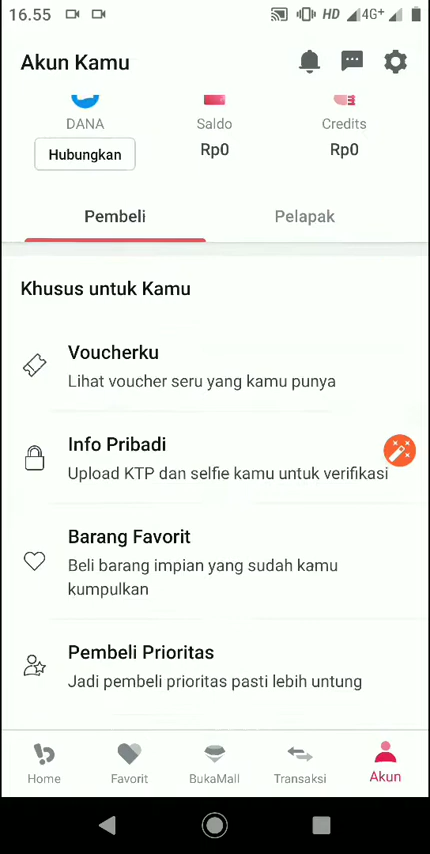 16.55 HD 4G+
Akun Kamu
DANA Saldo Credits
Hubungkan Rp0 Rp0
Pembeli Pelapak
Khusus untuk Kamu
Voucherku
Lihat voucher seru yang kamu punya
Info Pribadi
Upload KTP dan selfie kamu untuk verifikasi
Barang Favorit
Beli barang impian yang sudah kamu
kumpulkan
Pembeli Prioritas
Jadi pembeli prioritas pasti lebih untung
Home Favorit BukaMall Transaksi Akun